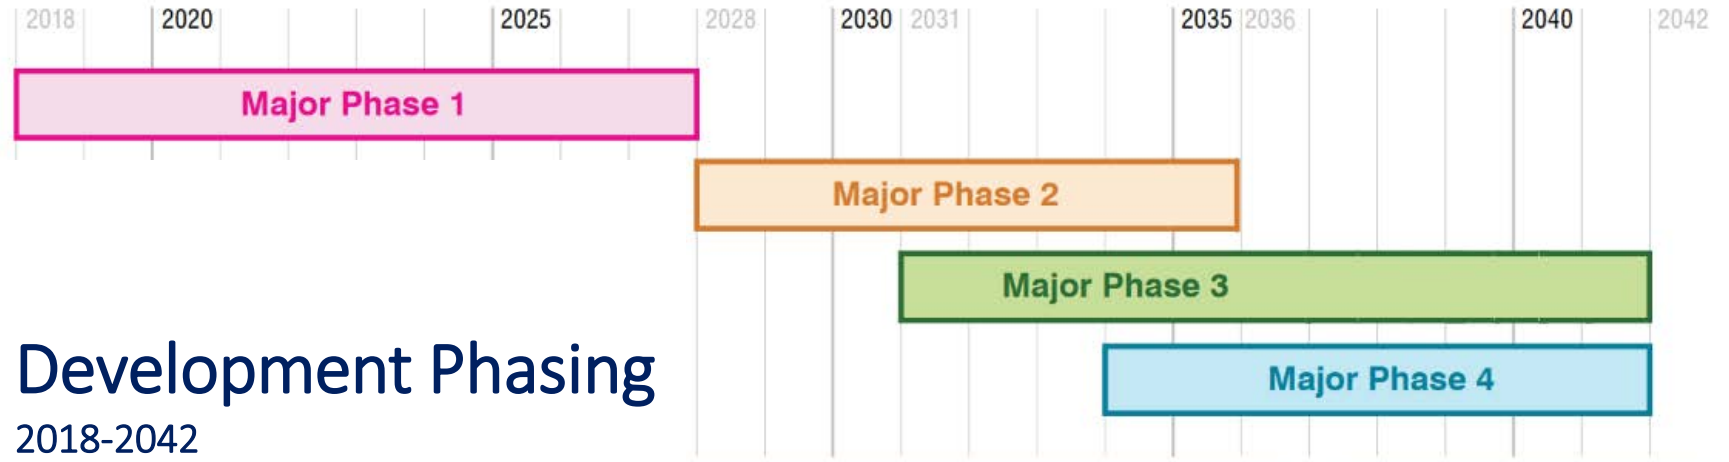 2018 2020 2025 2028 2030 2031 2035 2036 2040 2042
Major Phase 1
Major Phase 2
Major Phase 3
Major Phase 4
Development Phasing
2018-2042